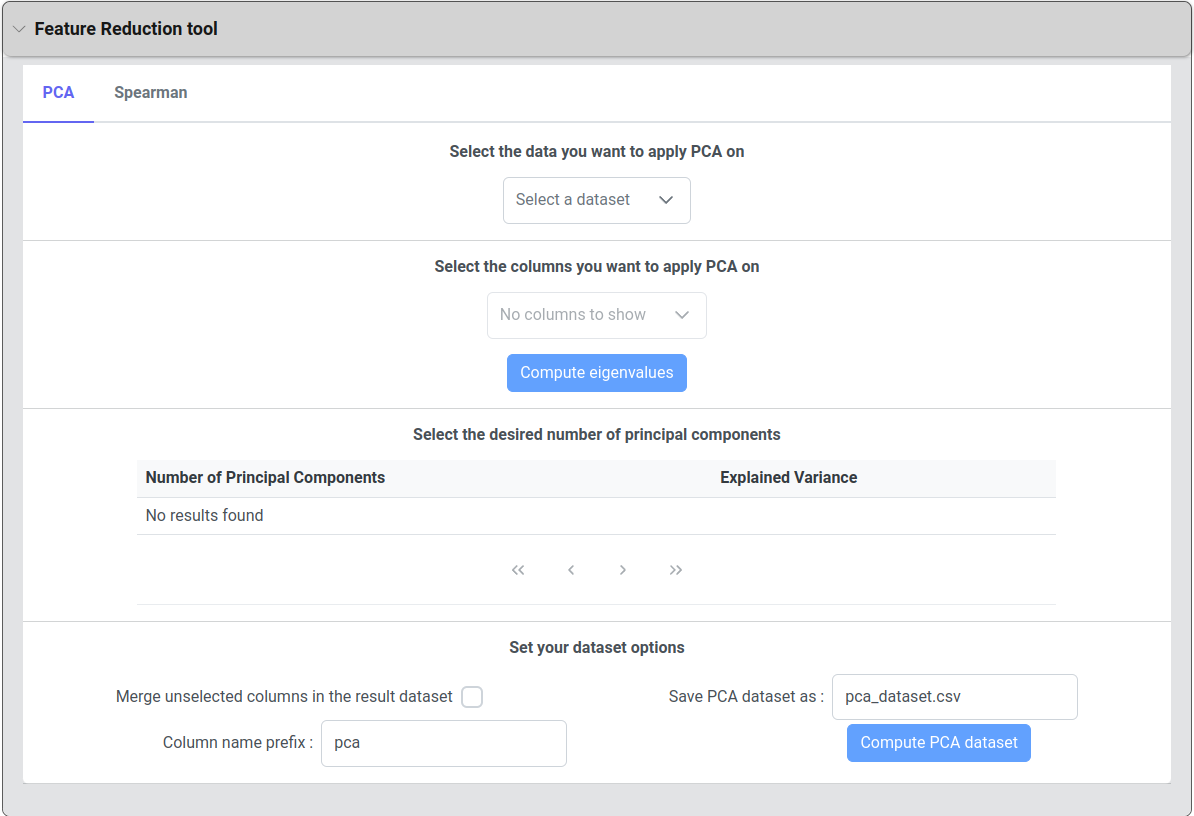 Feature Reduction tool
PCA Spearman
Select the data you want to apply PCA on
Select a dataset
Select the columns you want to apply PCA on
No columns to show
Compute eigenvalues
Select the desired number of principal components
Number of Principal Components Explained Variance
No results found
Set your dataset options
Merge unselected columns in the result dataset Save PCA dataset as : pca_dataset.csv
Column name prefix : pca Compute PCA dataset